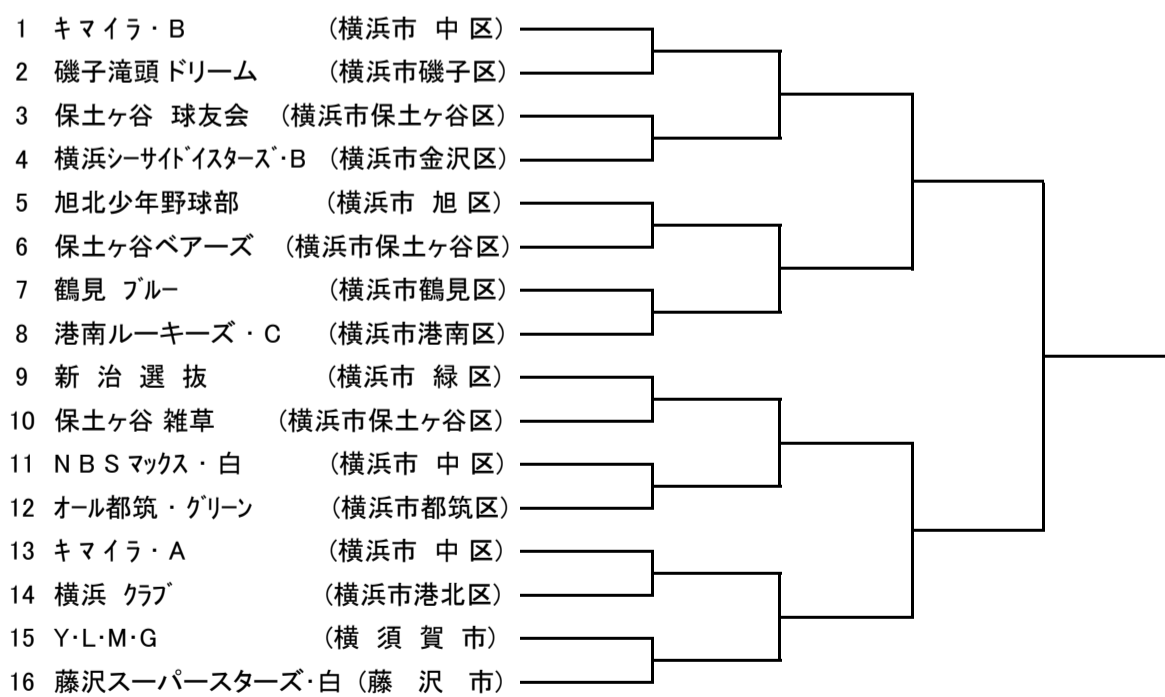 1 キマイラ・B (横浜市 中 区)
2 磯子滝頭 ドリーム (横浜市磯子区)
3 保土ヶ谷 球友会 (横浜市保土ヶ谷区)
4 横浜ｼｰｻｲﾄﾞｲｽﾀｰｽﾞ・B (横浜市金沢区)
5 旭北少年野球部 (横浜市 旭 区)
6 保土ヶ谷ベアーズ (横浜市保土ヶ谷区)
7 鶴見 ﾌﾞﾙｰ (横浜市鶴見区)
8 港南ルーキーズ・C (横浜市港南区)
9 新 治 選 抜 (横浜市 緑 区)
10 保土ヶ谷 雑草 (横浜市保土ヶ谷区)
11 N B S ﾏｯｸｽ・白 (横浜市 中 区)
12 ｵｰﾙ都筑・ｸﾞﾘｰﾝ (横浜市都筑区)
13 キマイラ・A (横浜市 中 区)
14 横浜 ｸﾗﾌﾞ (横浜市港北区)
15 Y・L・M・G (横 須 賀 市)
16 藤沢スーパースターズ・白 (藤 沢 市)